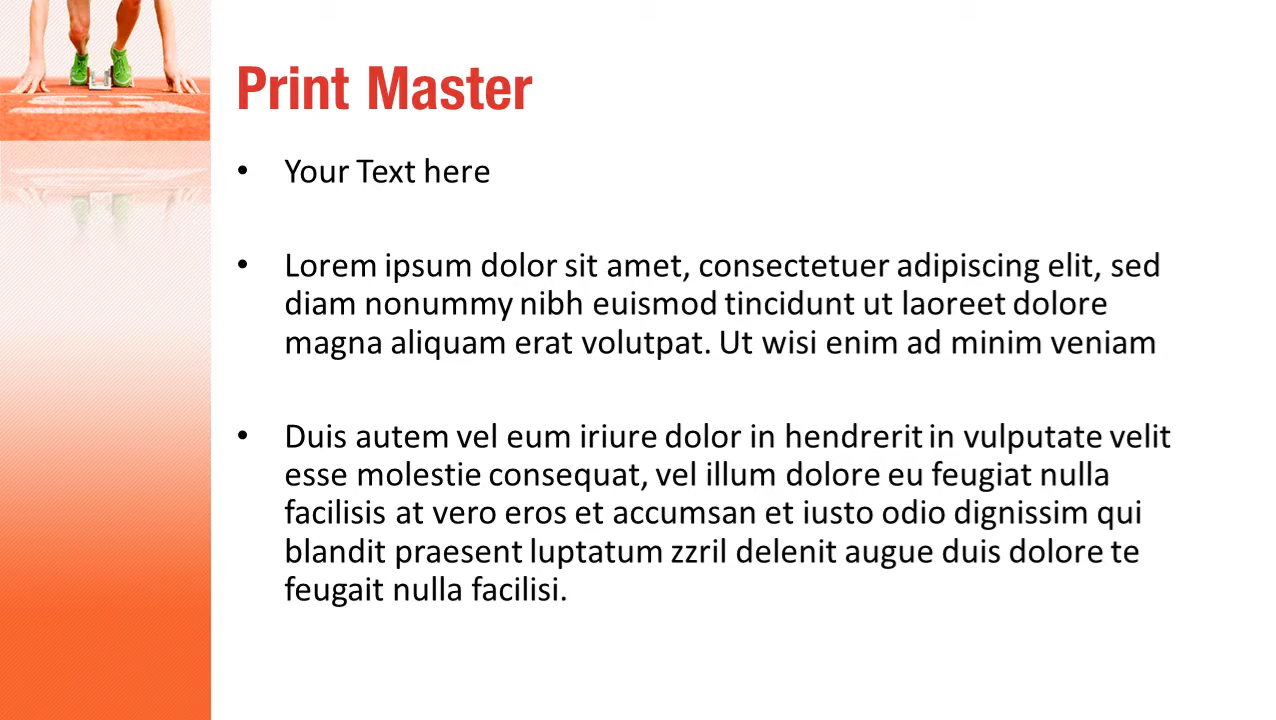 Print Master
• Your Text here
• Lorem ipsum dolor sit amet, consectetuer adipiscing elit, sed
diam nonummy nibh euismod tincidunt ut laoreet dolore
magna aliquam erat volutpat. Ut wisi enim ad minim veniam
• Duis autem vel eum iriure dolor in hendrerit in vulputate velit
esse molestie consequat, vel illum dolore eu feugiat nulla
facilisis at vero eros et accumsan et iusto odio dignissim qui
blandit praesent luptatum zzril delenit augue duis dolore te
feugait nulla facilisi.